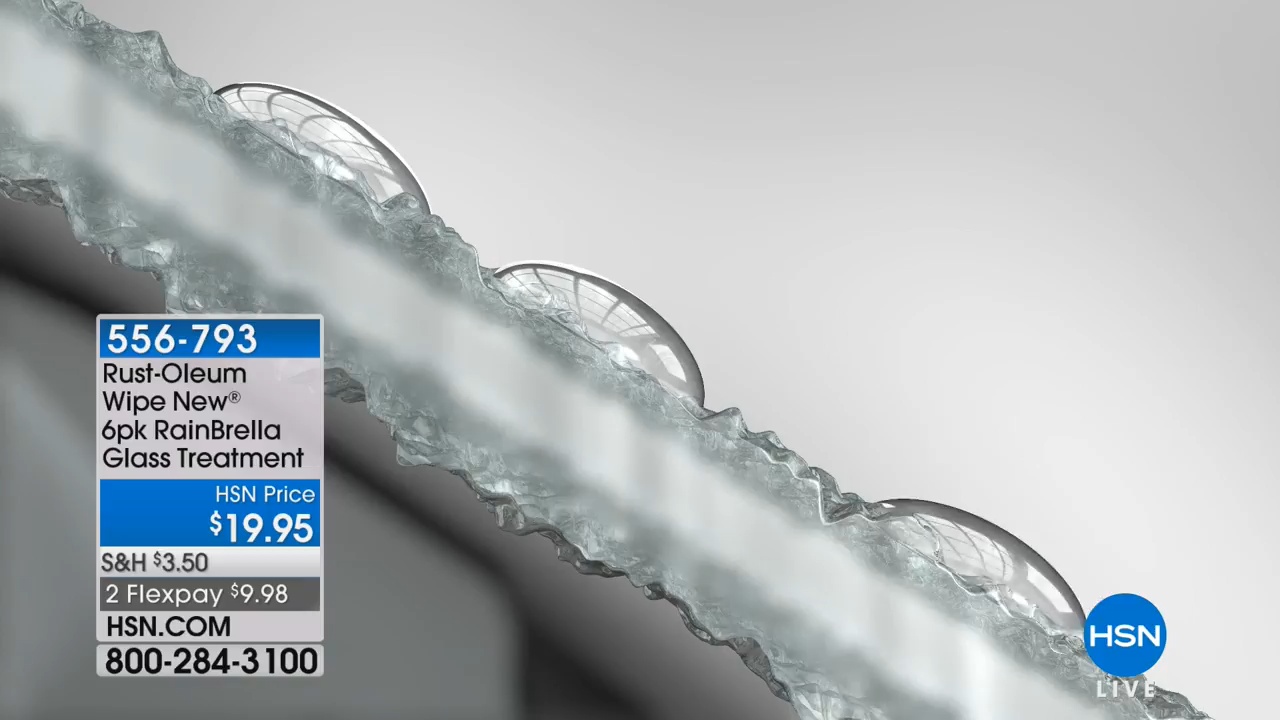 556-793
Rust-Oleum
Wipe New®
6pk RainBrella
Glass Treatment
HSN Price
$19.95
S&H $3.50
2 Flexpay $9.98
HSN.COM
800-284-3100
HSN
LIVE